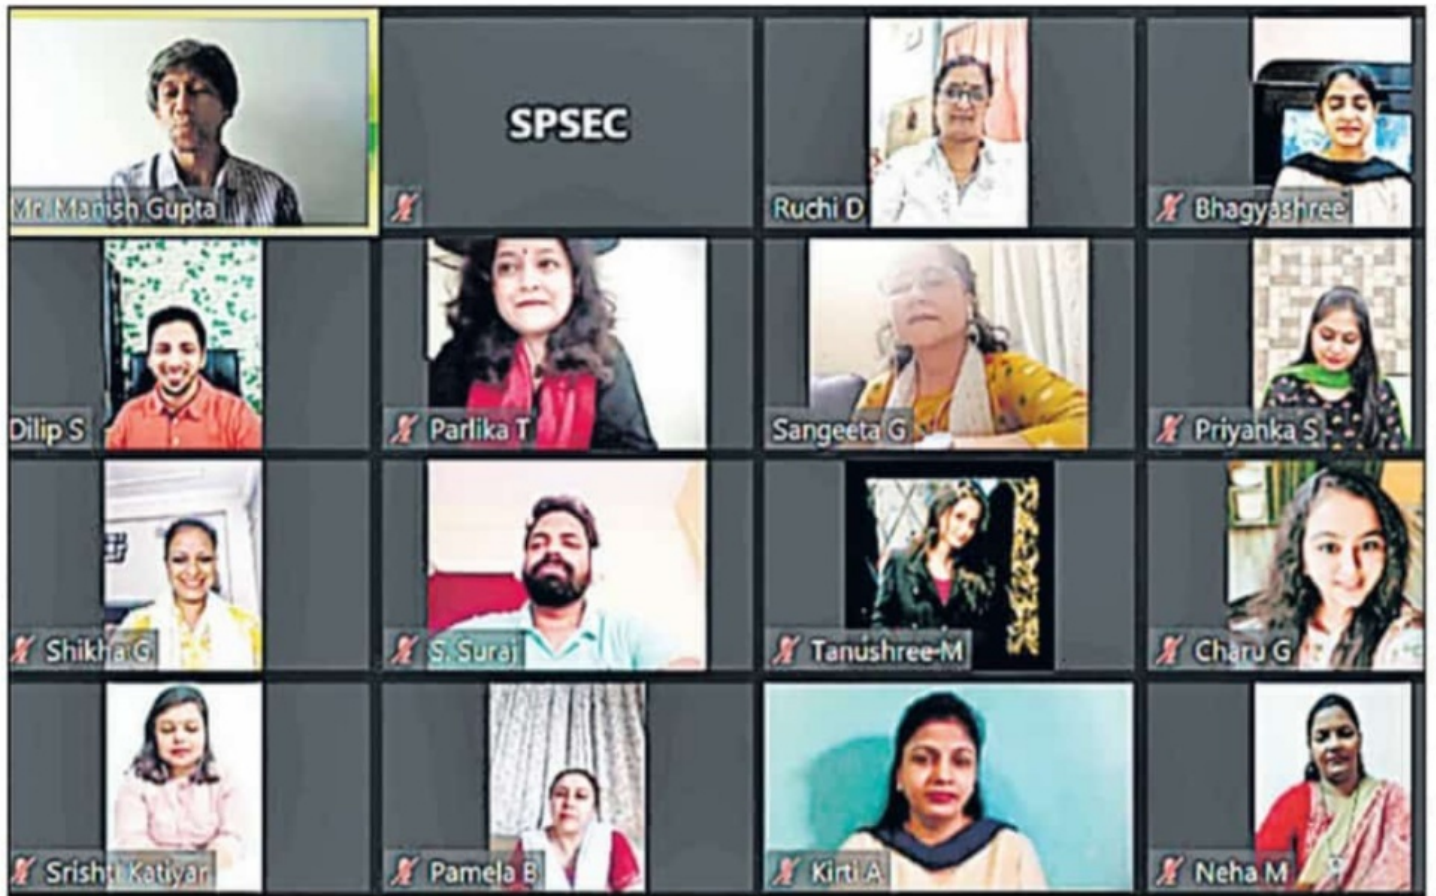 SPSEC
Mr. Manish Gupta
Ruchi D
Bhagyashree
Dilip S
Parlika T
Sangeeta G
Priyanka S
Shikha G
S. Suraj
Tanushree M
Charu G
Srishti Katiyar
Pamela B
Kirti A
Neha M